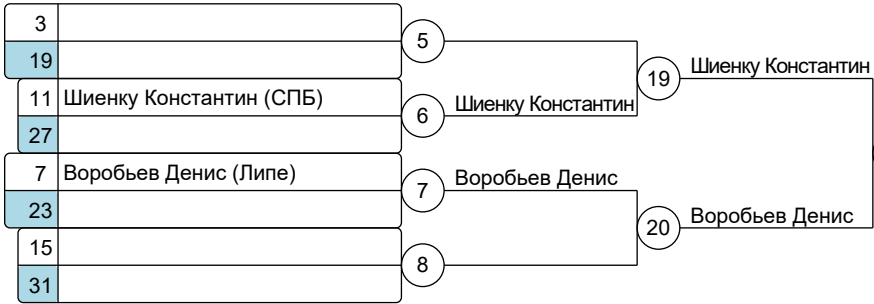 3
5
19
19
Шиенку Константин
11 Шиенку Константин (СПБ)
6
Шиенку Константин
27
7 Воробьев Денис (Липе)
7
Воробьев Денис
23
20
Воробьев Денис
15
8
31